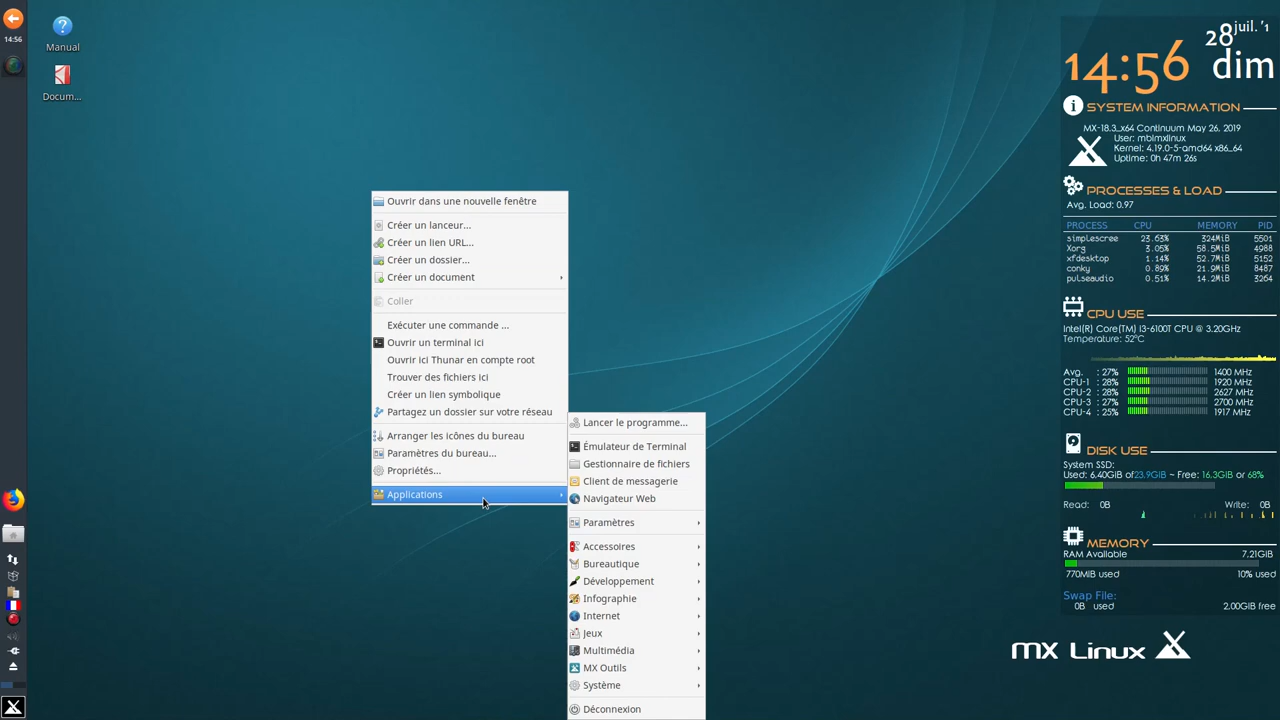 14:56
Manual
Docum...
Ouvrir dans une nouvelle fenêtre
Créer un lanceur...
Créer un lien URL...
Créer un dossier...
Créer un document
Coller
Exécuter une commande ...
Ouvrir un terminal ici
Ouvrir ici Thunar en compte root
Trouver des fichiers ici
Créer un lien symbolique
Partagez un dossier sur votre réseau
Arranger les icônes du bureau
Paramètres du bureau...
Propriétés...
Applications
Lancer le programme...
Émulateur de Terminal
Gestionnaire de fichiers
Client de messagerie
Navigateur Web
Paramètres
Accessoires
Bureautique
Développement
Infographie
Internet
Jeux
Multimédia
MX Outils
Système
Déconnexion
14:56
28 juil. '1
dim
SYSTEM INFORMATION
MX-18.3_x64 Continuum May 26, 2019
User: mblmxlinux
Kernel: 4.19.0-5-amd64 x86_64
Uptime: 0h 47m 26s
PROCESSES & LOAD
Avg. Load: 0.97
PROCESS CPU MEMORY PID
simplescree 23.63% 324MiB 5501
Xorg 3.05% 58.5MiB 4988
xfdesktop 1.14% 52.7MiB 5152
conky 0.89% 21.9MiB 8487
pulseaudio 0.51% 14.2MiB 3264
CPU USE
Intel(R) Core(TM) i3-6100T CPU @ 3.20GHz
Temperature: 52°C
Avg. : 27% 1400 MHz
CPU-1 : 28% 1920 MHz
CPU-2 : 28% 2627 MHz
CPU-3 : 27% 2700 MHz
CPU-4 : 25% 1917 MHz
DISK USE
System SSD:
Used: 6.40GiB of 23.9GiB ~ Free: 16.3GiB or 68%
Read: 0B Write: 0B
MEMORY
RAM Available 7.21GiB
770MiB used 10% used
Swap File:
0B used 2.00GiB free
mx Linux